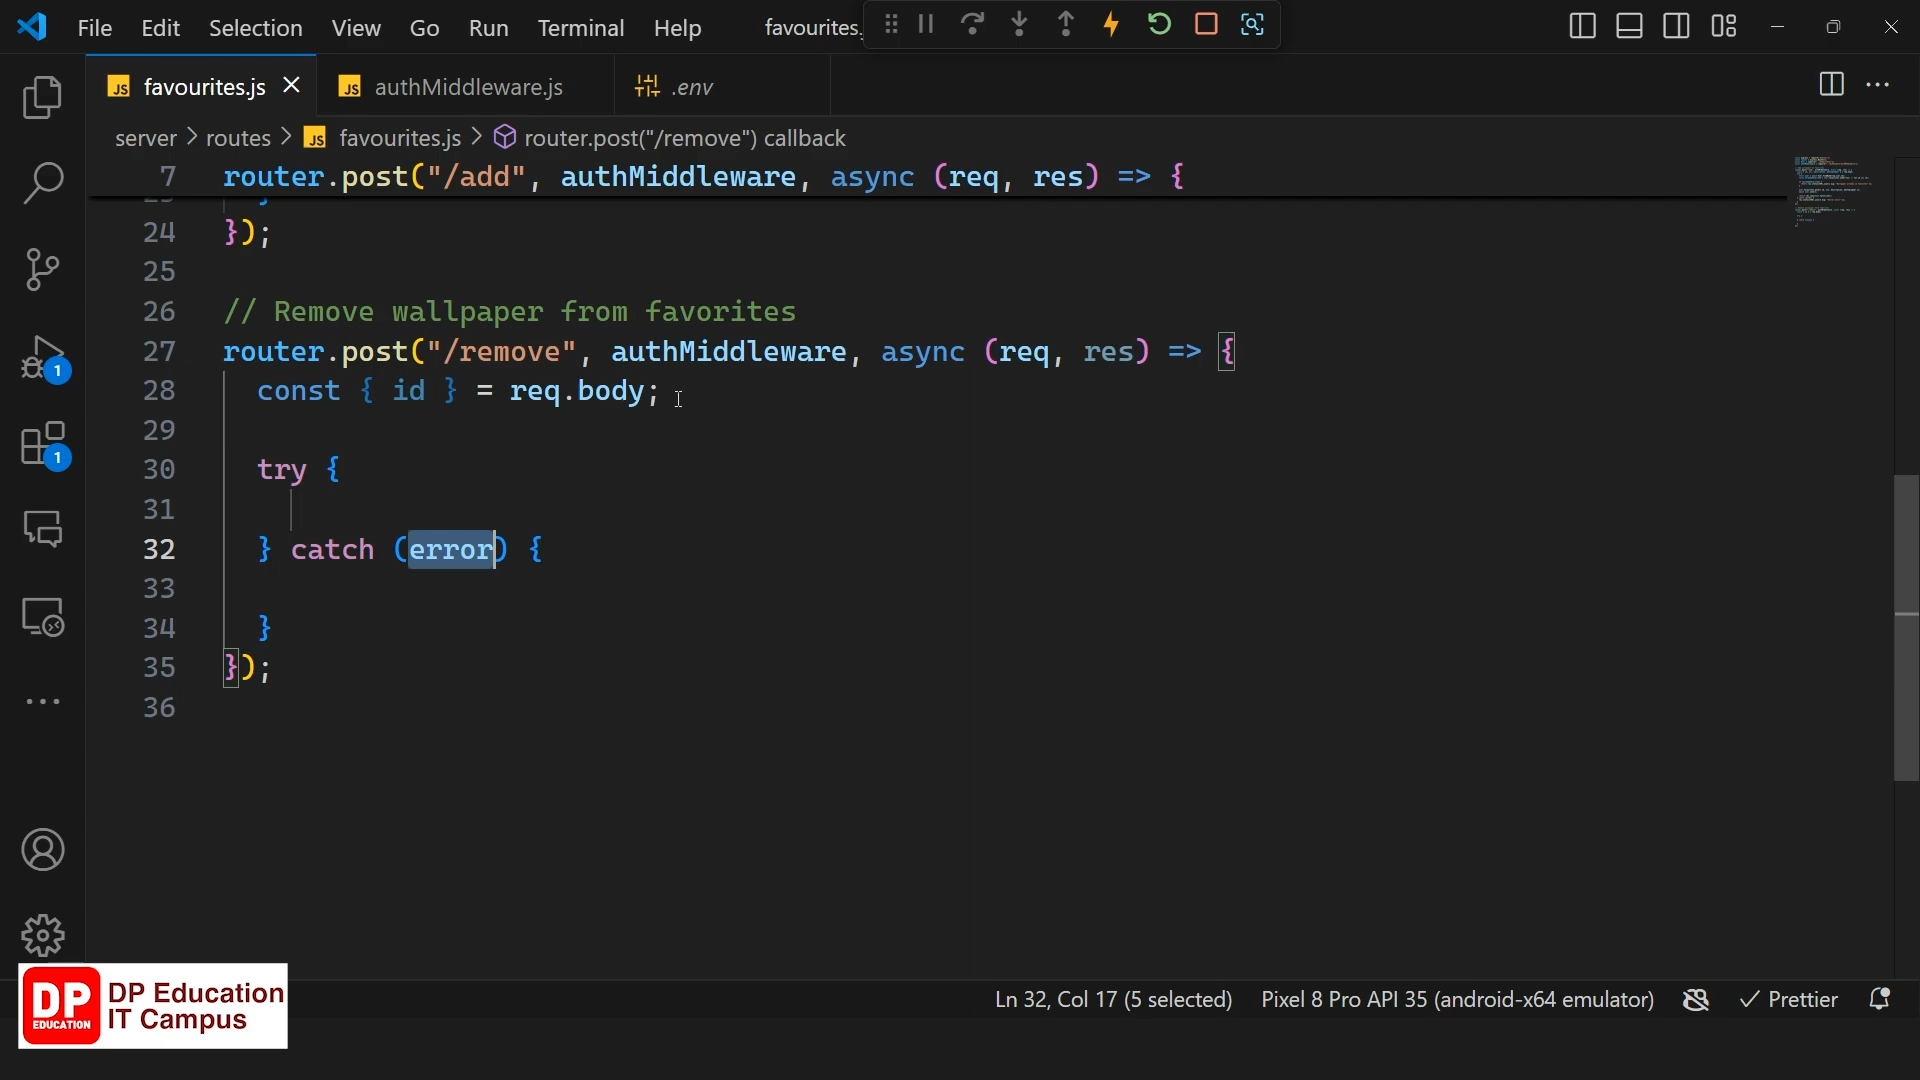 File Edit Selection View Go Run Terminal Help favourites.
favourites.js authMiddleware.js .env
server > routes > favourites.js > router.post("/remove") callback
7 router.post("/add", authMiddleware, async (req, res) => {
24 });
25
26 // Remove wallpaper from favorites
27 router.post("/remove", authMiddleware, async (req, res) => {
28 const { id } = req.body;
29
30 try {
31
32 } catch (error) {
33
34 }
35 });
36
1
1
DP EDUCATION
DP Education
IT Campus
Ln 32, Col 17 (5 selected) Pixel 8 Pro API 35 (android-x64 emulator) Prettier